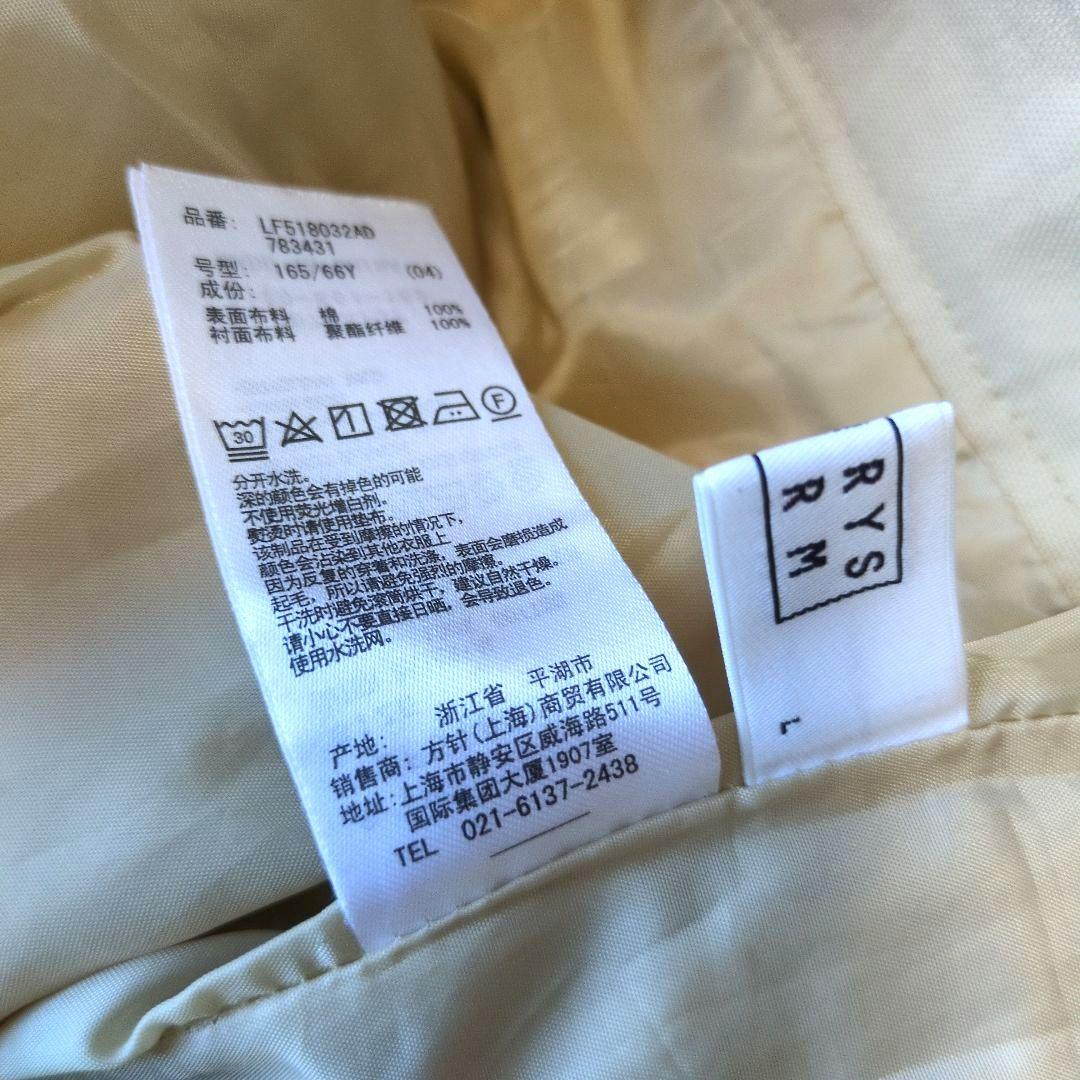 品番: LF518032AD
783431
号型: 165/66Y (04)
成份:
表面布料 棉 100%
衬面布料 聚酯纤维 100%
30
F
分开水洗。
深的颜色会有掉色的可能
不使用荧光增白剂。
熨烫时请使用垫布。
该制品在受到摩擦的情况下,
颜色会沾染到其他衣服上
因为反复的穿着和洗涤, 表面会磨损造成
起毛, 所以请避免强烈的摩擦。
干洗时避免滚筒烘干, 建议自然干燥。
请小心不要直接日晒, 会导致退色。
使用水洗网。
产地: 浙江省 平湖市
销售商: 方针(上海)商贸有限公司
地址: 上海市静安区威海路511号
国际集团大厦1907室
TEL 021-6137-2438
RYS
RM
L